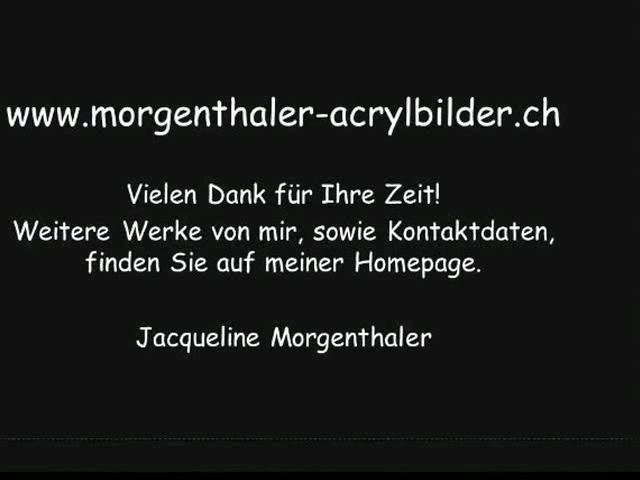 www.morgenthaler-acrylbilder.ch
Vielen Dank für Ihre Zeit!
Weitere Werke von mir, sowie Kontaktdaten,
finden Sie auf meiner Homepage.
Jacqueline Morgenthaler